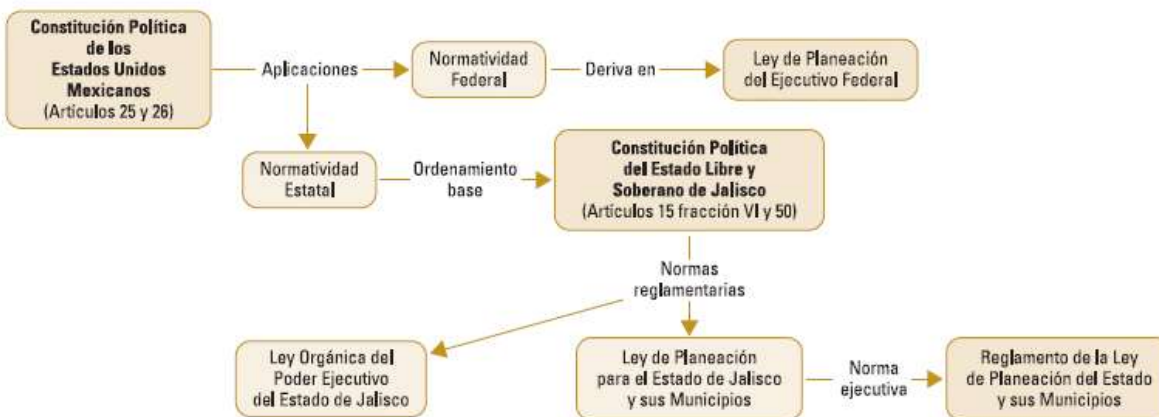 Constitución Política
de los
Estados Unidos
Mexicanos
(Artículos 25 y 26)
Aplicaciones
Normatividad
Federal
Deriva en
Ley de Planeación
del Ejecutivo Federal
Normatividad
Estatal
Ordenamiento
base
Constitución Política
del Estado Libre y
Soberano de Jalisco
(Artículos 15 fracción VI y 50)
Normas
reglamentarias
Ley Orgánica del
Poder Ejecutivo
del Estado de Jalisco
Ley de Planeación
para el Estado de Jalisco
y sus Municipios
Norma
ejecutiva
Reglamento de la Ley
de Planeación del Estado
y sus Municipios